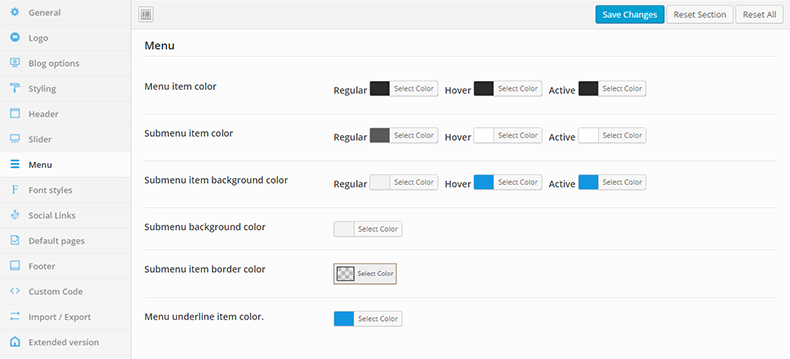 General
Logo
Blog options
Styling
Header
Slider
Menu
Font styles
Social Links
Default pages
Footer
Custom Code
Import / Export
Extended version
Save Changes Reset Section Reset All
Menu
Menu item color Regular Select Color Hover Select Color Active Select Color
Submenu item color Regular Select Color Hover Select Color Active Select Color
Submenu item background color Regular Select Color Hover Select Color Active Select Color
Submenu background color Select Color
Submenu item border color Select Color
Menu underline item color. Select Color